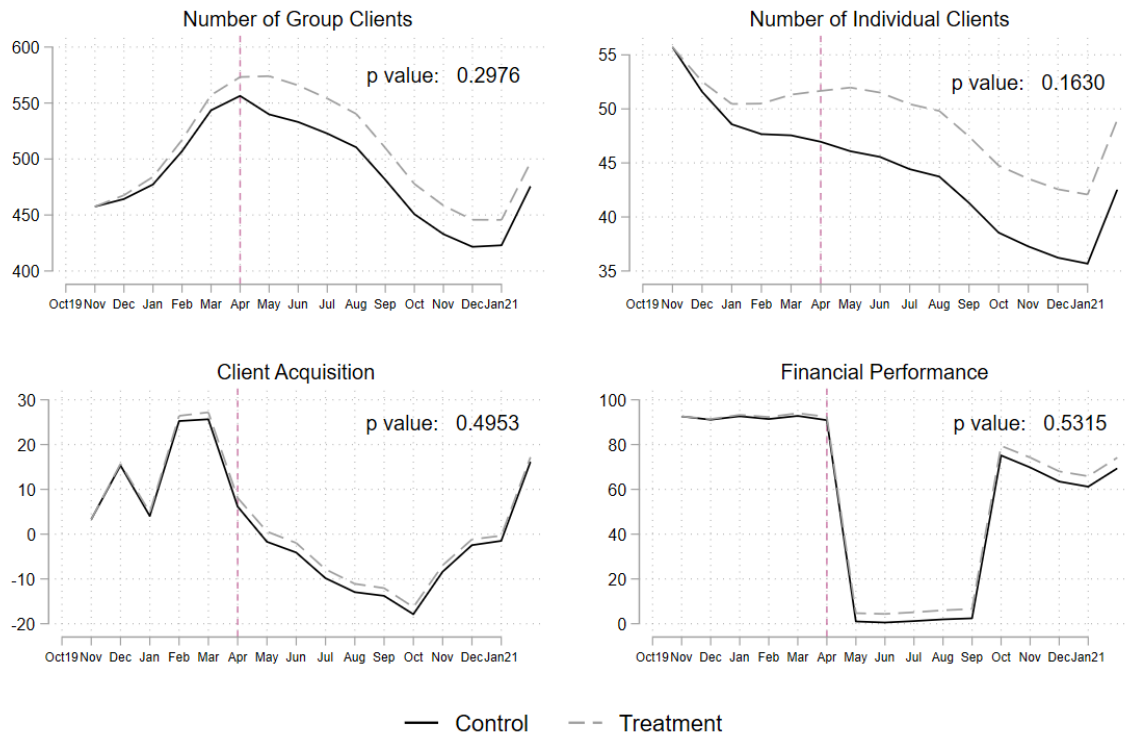 Number of Group Clients
p value: 0.2976
600
550
500
450
400
Oct19 Nov Dec Jan Feb Mar Apr May Jun Jul Aug Sep Oct Nov Dec Jan21
Number of Individual Clients
p value: 0.1630
55
50
45
40
35
Oct19 Nov Dec Jan Feb Mar Apr May Jun Jul Aug Sep Oct Nov Dec Jan21
Client Acquisition
p value: 0.4953
30
20
10
0
-10
-20
Oct19 Nov Dec Jan Feb Mar Apr May Jun Jul Aug Sep Oct Nov Dec Jan21
Financial Performance
p value: 0.5315
100
80
60
40
20
0
Oct19 Nov Dec Jan Feb Mar Apr May Jun Jul Aug Sep Oct Nov Dec Jan21
Control Treatment